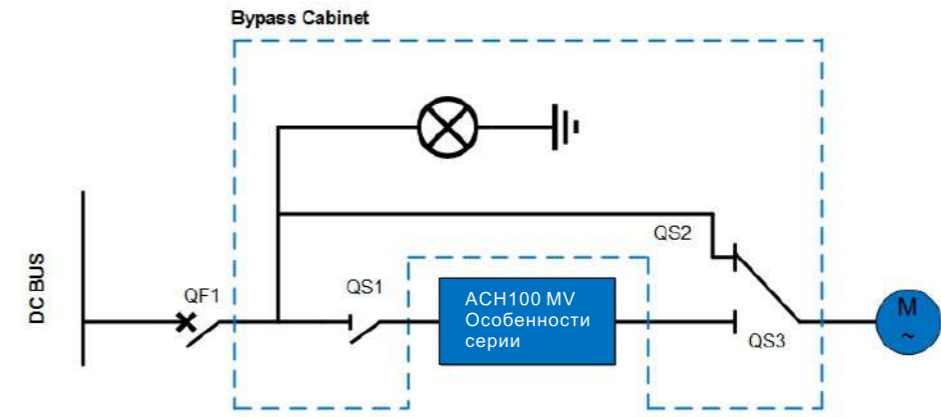 Bypass Cabinet
QS2
DC BUS
QF1
QS1
ACH100 MV
Особенности
серии
QS3
M
~